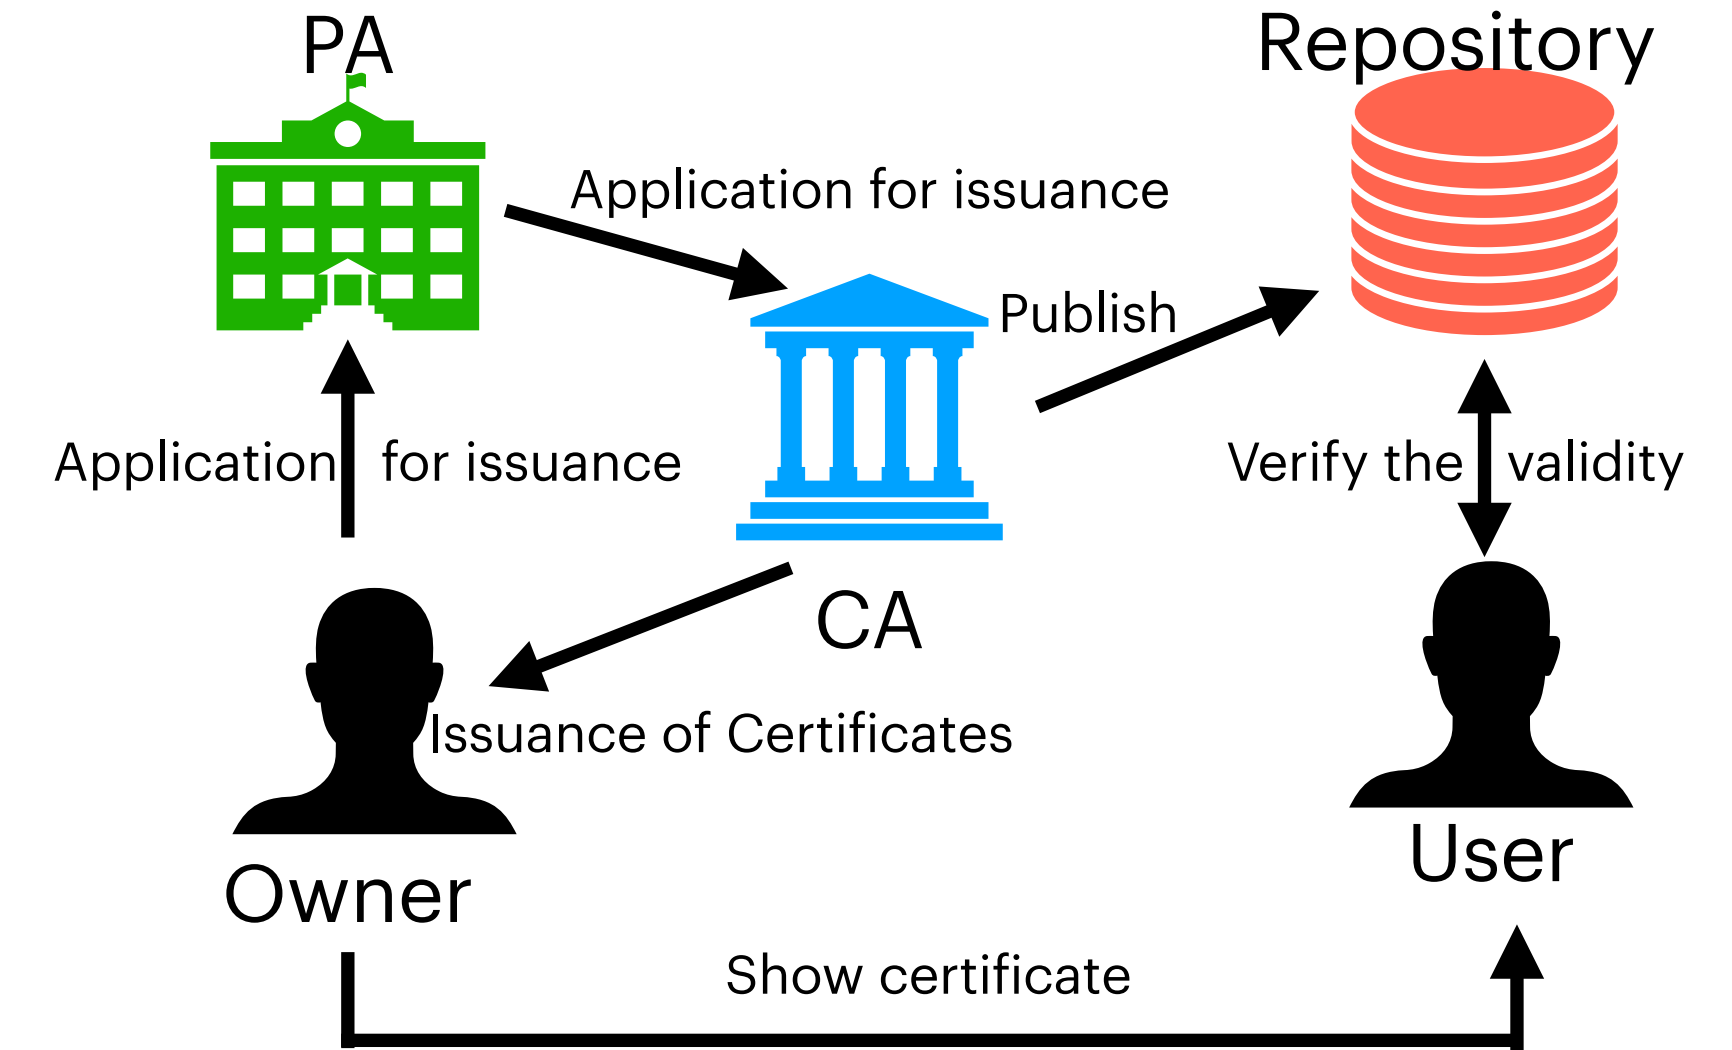 PA
Repository
Application for issuance
Publish
Application for issuance
Verify the validity
CA
Issuance of Certificates
User
Owner
Show certificate